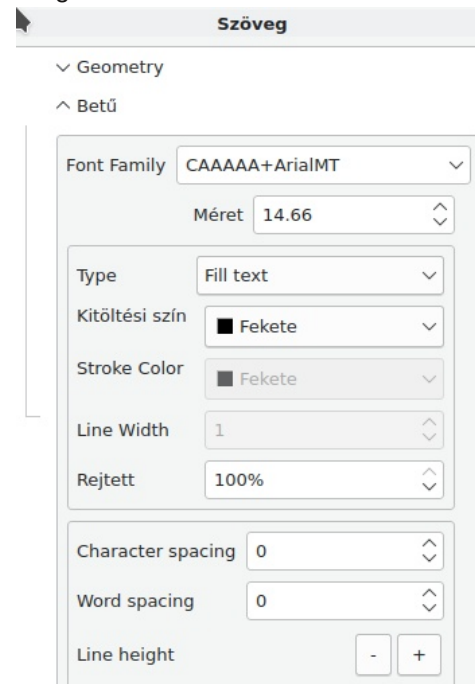 Szöveg
Geometry
Betű
Font Family CAAAAA+ArialMT
Méret 14.66
Type Fill text
Kitöltési szín Fekete
Stroke Color Fekete
Line Width 1
Rejtett 100%
Character spacing 0
Word spacing 0
Line height - +